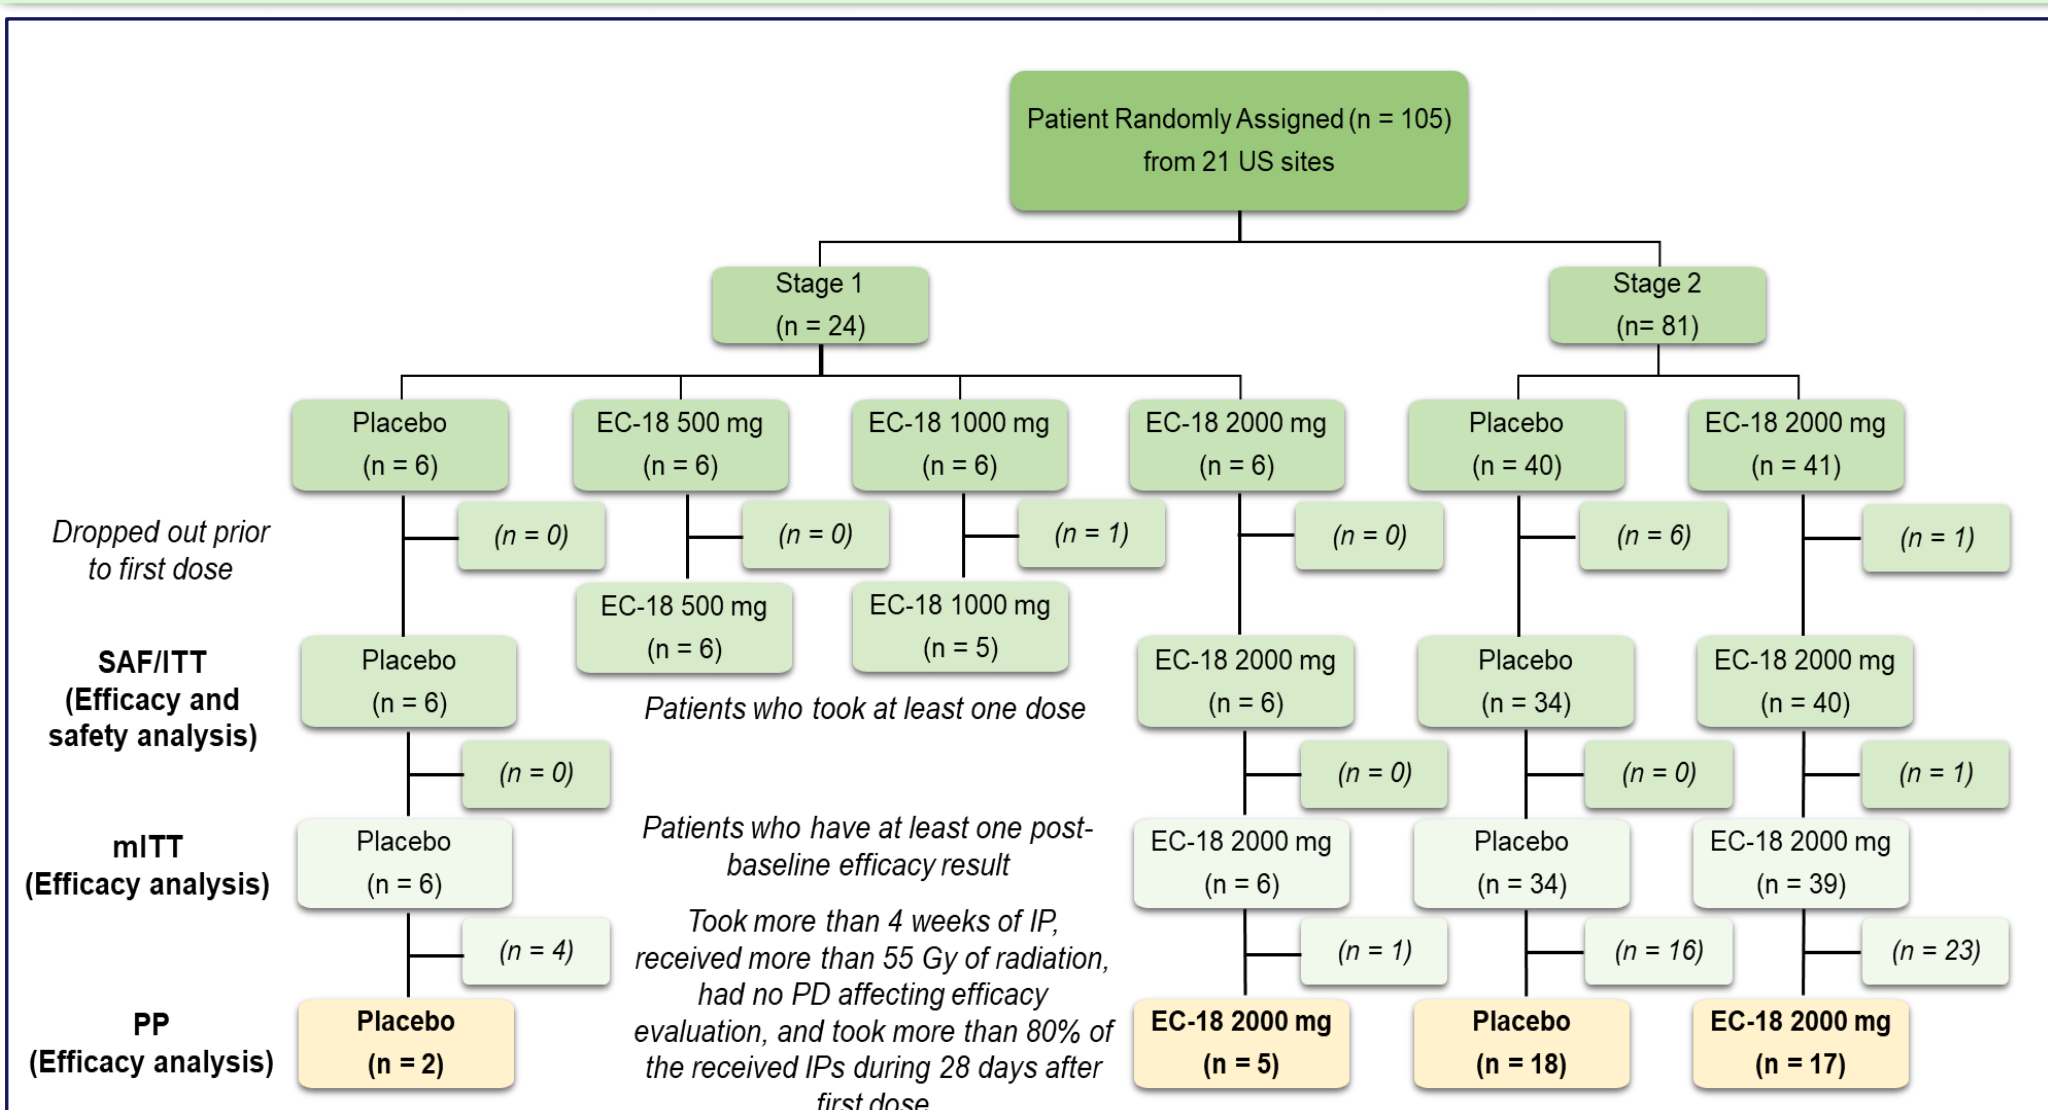 Patient Randomly Assigned (n = 105)
from 21 US sites
Stage 1
(n = 24)
Stage 2
(n= 81)
Placebo
(n = 6)
EC-18 500 mg
(n = 6)
EC-18 1000 mg
(n = 6)
EC-18 2000 mg
(n = 6)
Placebo
(n = 40)
EC-18 2000 mg
(n = 41)
Dropped out prior
to first dose
(n = 0)
(n = 0)
(n = 1)
(n = 0)
(n = 6)
(n = 1)
EC-18 500 mg
(n = 6)
EC-18 1000 mg
(n = 5)
SAF/ITT
(Efficacy and
safety analysis)
Placebo
(n = 6)
Patients who took at least one dose
EC-18 2000 mg
(n = 6)
Placebo
(n = 34)
EC-18 2000 mg
(n = 40)
(n = 0)
(n = 0)
(n = 0)
(n = 1)
mITT
(Efficacy analysis)
Placebo
(n = 6)
Patients who have at least one post-
baseline efficacy result
EC-18 2000 mg
(n = 6)
Placebo
(n = 34)
EC-18 2000 mg
(n = 39)
(n = 4)
Took more than 4 weeks of IP,
received more than 55 Gy of radiation,
had no PD affecting efficacy
evaluation, and took more than 80% of
the received IPs during 28 days after
first dose
(n = 1)
(n = 16)
(n = 23)
PP
(Efficacy analysis)
Placebo
(n = 2)
EC-18 2000 mg
(n = 5)
Placebo
(n = 18)
EC-18 2000 mg
(n = 17)